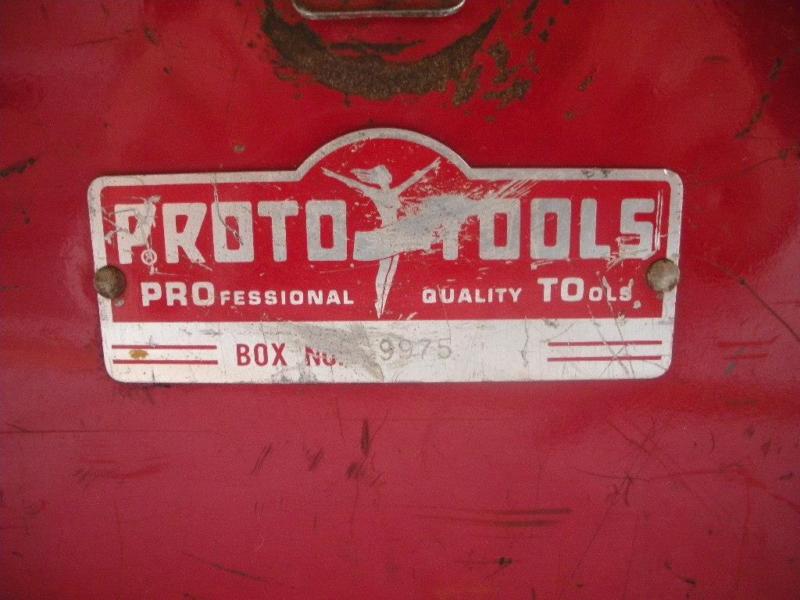 PROTO TOOLS
®
PROFESSIONAL QUALITY TOOLS
BOX NO. 9975